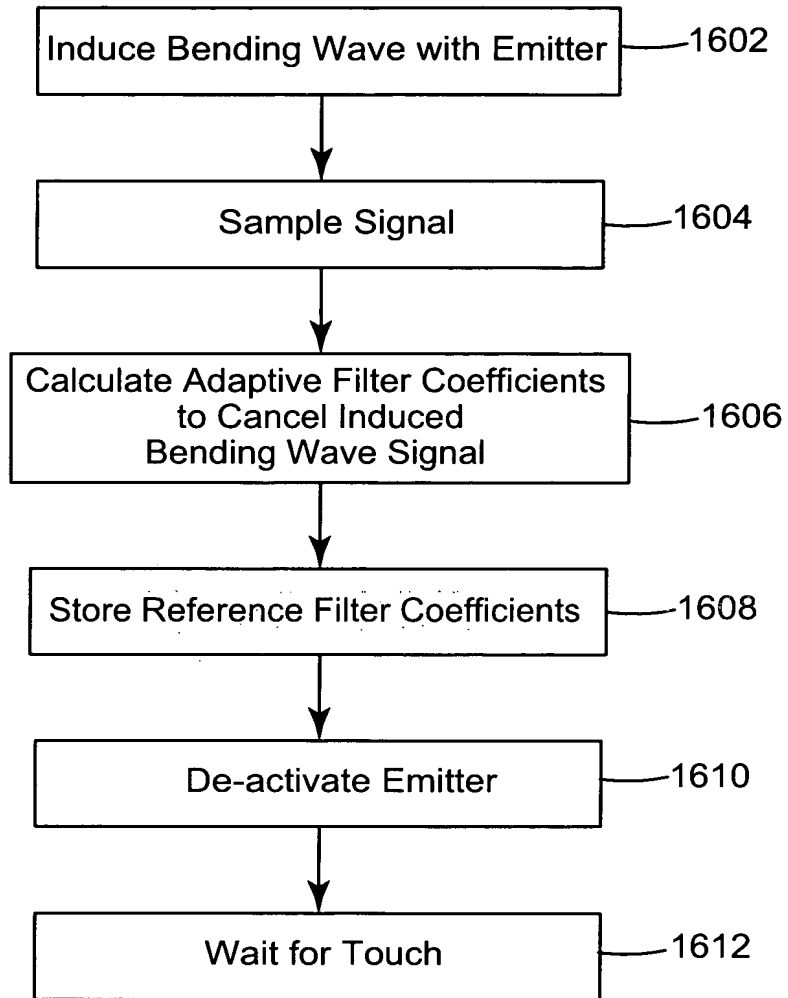 Induce Bending Wave with Emitter 1602
Sample Signal 1604
Calculate Adaptive Filter Coefficients
to Cancel Induced 1606
Bending Wave Signal
Store Reference Filter Coefficients 1608
De-activate Emitter 1610
Wait for Touch 1612